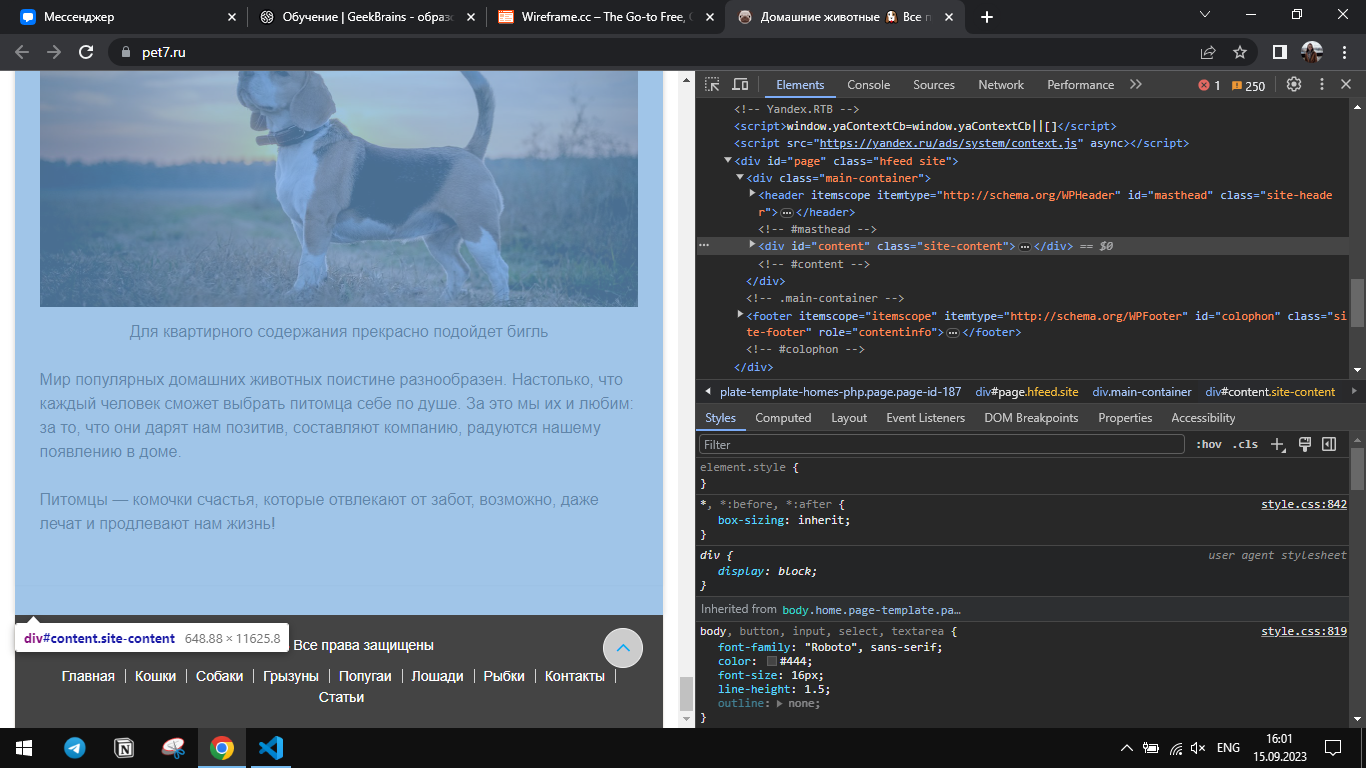 Мессенджер
Обучение | GeekBrains - образо
Wireframe.cc – The Go-to Free,
Домашние животные Все п
pet7.ru
Для квартирного содержания прекрасно подойдет бигль
Мир популярных домашних животных поистине разнообразен. Настолько, что
каждый человек сможет выбрать питомца себе по душе. За это мы их и любим:
за то, что они дарят нам позитив, составляют компанию, радуются нашему
появлению в доме.
Питомцы — комочки счастья, которые отвлекают от забот, возможно, даже
лечат и продлевают нам жизнь!
div#content.site-content 648.88 × 11625.8
Все права защищены
Главная Кошки Собаки Грызуны Попугаи Лошади Рыбки Контакты
Статьи
Elements Console Sources Network Performance 1 250
<!-- Yandex.RTB -->
<script>window.yaContextCb=window.yaContextCb||[]</script>
<script src="https://yandex.ru/ads/system/context.js" async></script>
<div id="page" class="hfeed site">
<div class="main-container">
<header itemscope itemtype="http://schema.org/WPHeader" id="masthead" class="site-heade
r">…</header>
<!-- #masthead -->
<div id="content" class="site-content">…</div> == $0
<!-- #content -->
</div>
<!-- .main-container -->
<footer itemscope="itemscope" itemtype="http://schema.org/WPFooter" id="colophon" class="si
te-footer" role="contentinfo">…</footer>
<!-- #colophon -->
</div>
plate-template-homes-php.page.page-id-187 div#page.hfeed.site div.main-container div#content.site-content
Styles Computed Layout Event Listeners DOM Breakpoints Properties Accessibility
Filter :hov .cls
element.style {
}
*, *:before, *:after { style.css:842
box-sizing: inherit;
}
div { user agent stylesheet
display: block;
}
Inherited from body.home.page-template.pa…
body, button, input, select, textarea { style.css:819
font-family: "Roboto", sans-serif;
color: #444;
font-size: 16px;
line-height: 1.5;
outline: none;
}
ENG
16:01
15.09.2023